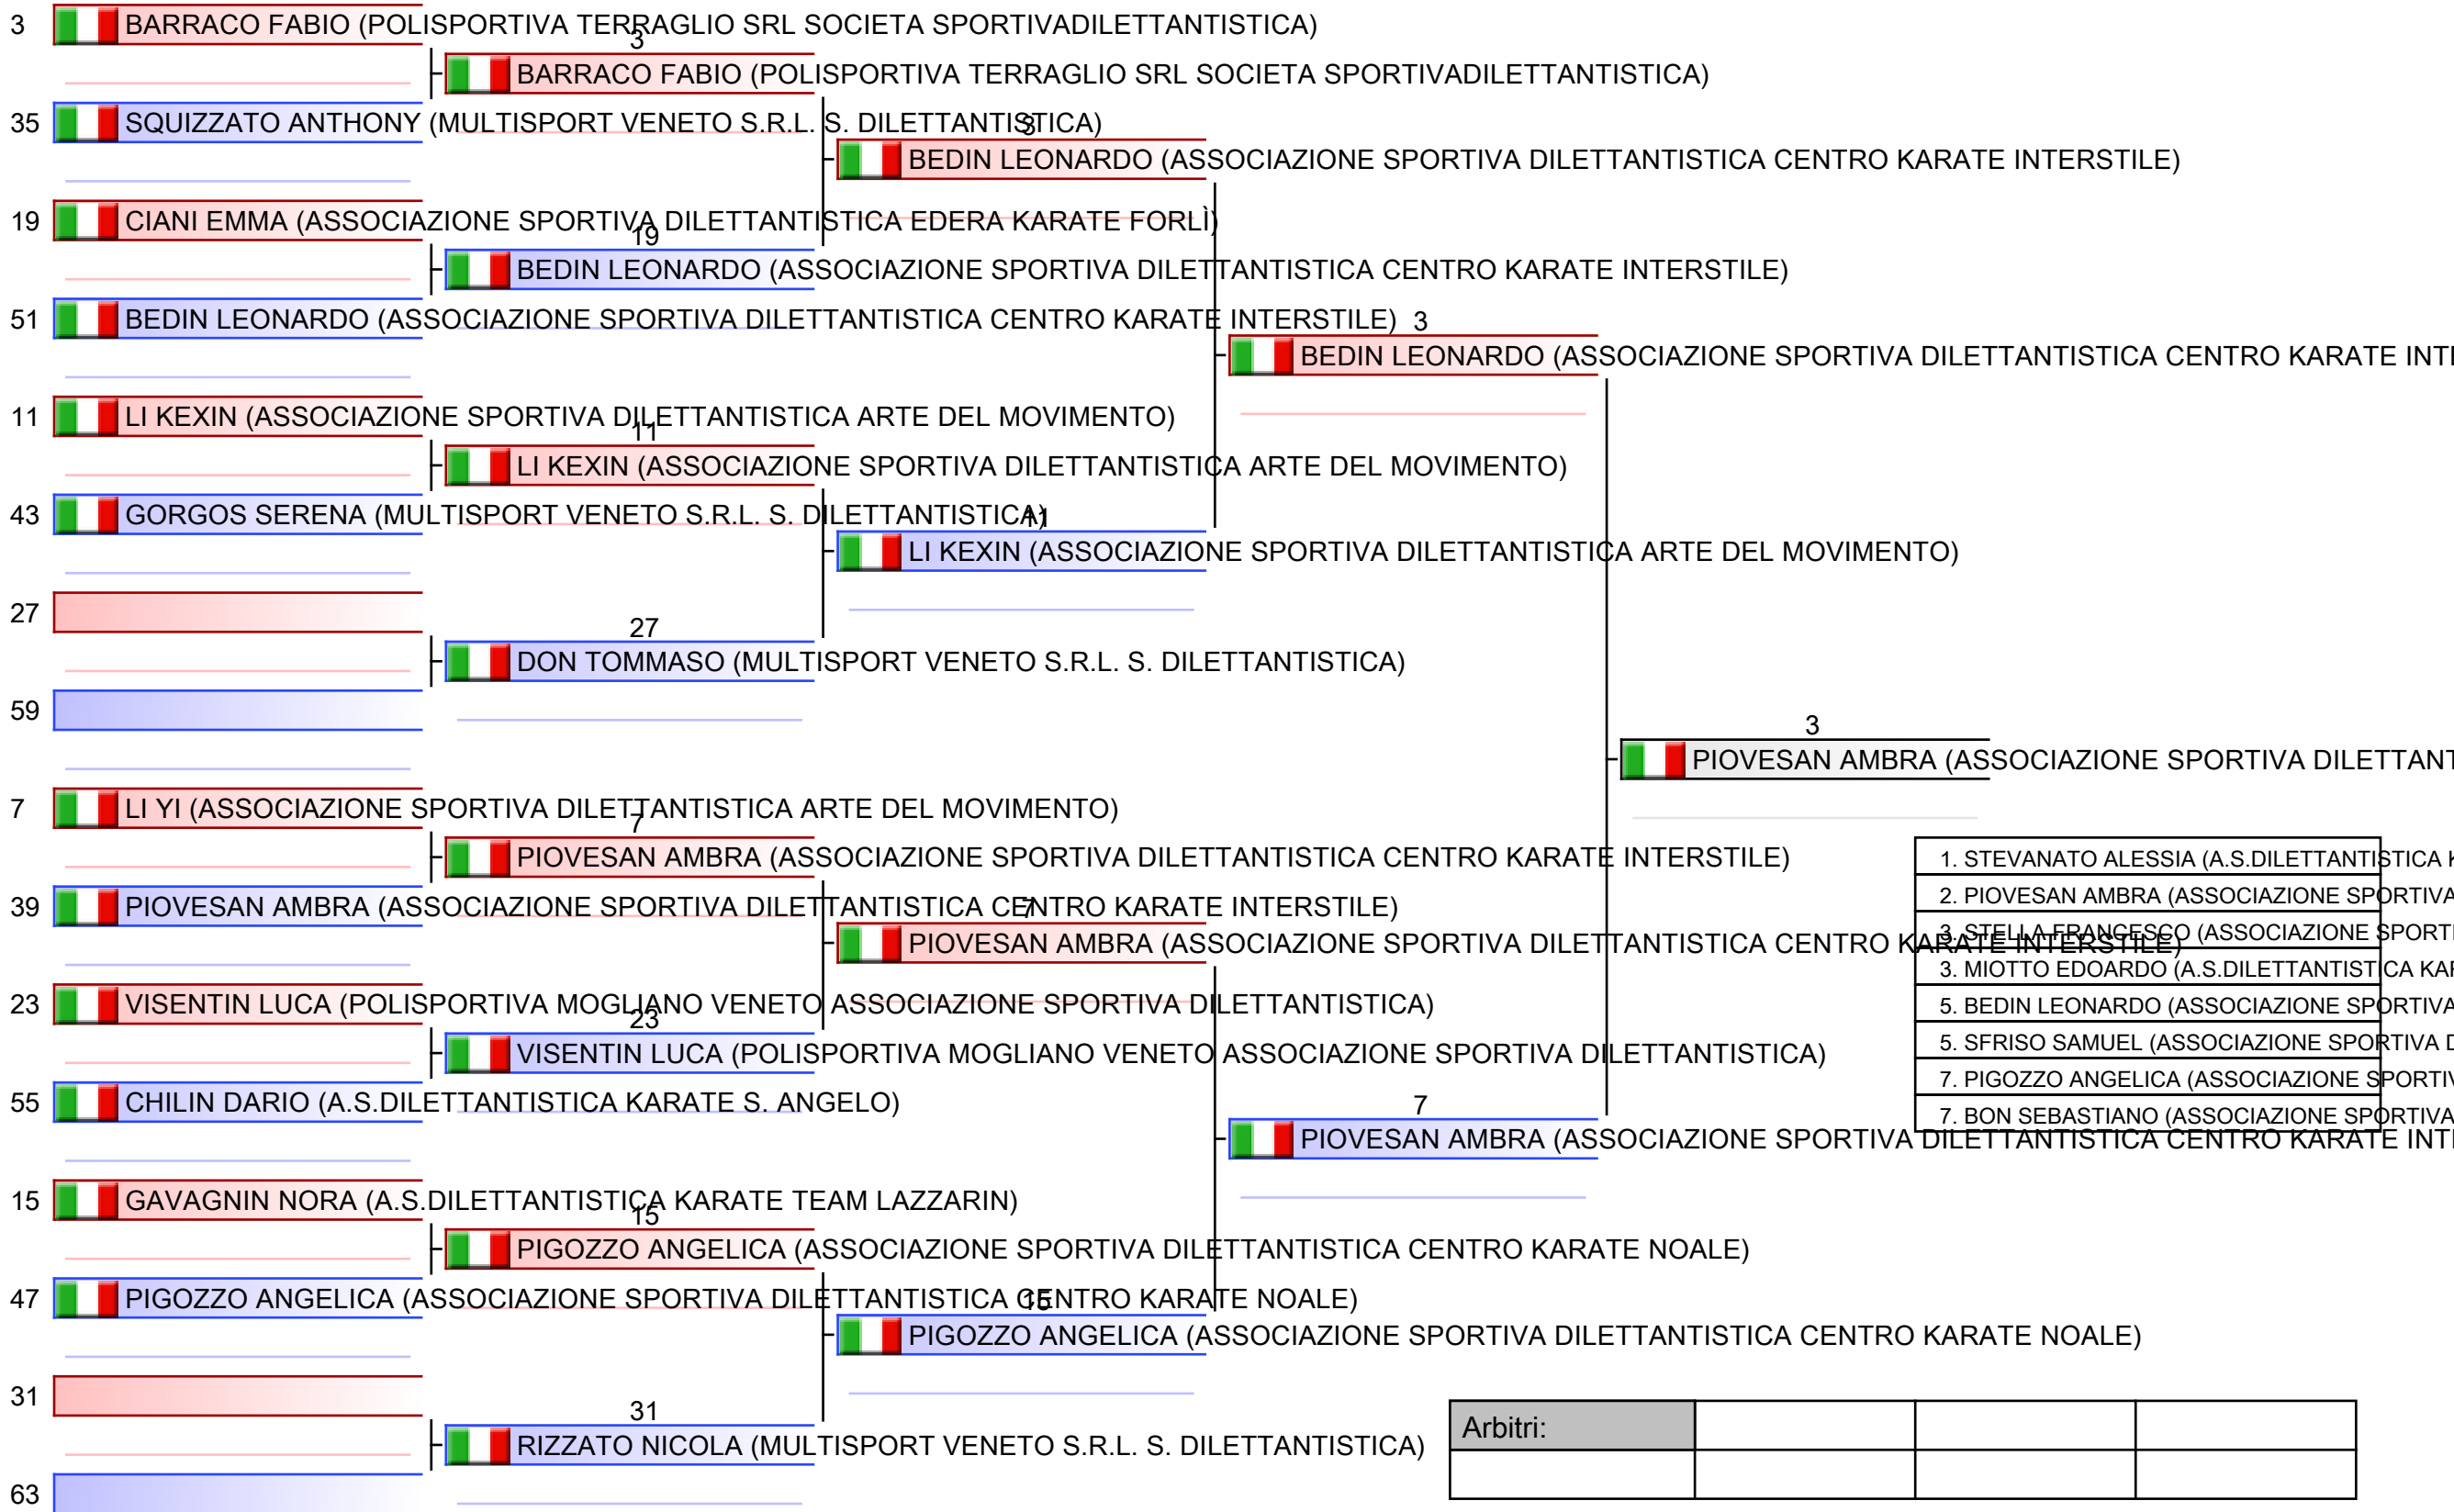 3 BARRACO FABIO (POLISPORTIVA TERRAGLIO SRL SOCIETA SPORTIVADILETTANTISTICA)
3
BARRACO FABIO (POLISPORTIVA TERRAGLIO SRL SOCIETA SPORTIVADILETTANTISTICA)
35 SQUIZZATO ANTHONY (MULTISPORT VENETO S.R.L. S. DILETTANTISTICA)
3
BEDIN LEONARDO (ASSOCIAZIONE SPORTIVA DILETTANTISTICA CENTRO KARATE INTERSTILE)
19 CIANI EMMA (ASSOCIAZIONE SPORTIVA DILETTANTISTICA EDERA KARATE FORLÌ)
19
BEDIN LEONARDO (ASSOCIAZIONE SPORTIVA DILETTANTISTICA CENTRO KARATE INTERSTILE)
51 BEDIN LEONARDO (ASSOCIAZIONE SPORTIVA DILETTANTISTICA CENTRO KARATE INTERSTILE)
3
BEDIN LEONARDO (ASSOCIAZIONE SPORTIVA DILETTANTISTICA CENTRO KARATE INT
11 LI KEXIN (ASSOCIAZIONE SPORTIVA DILETTANTISTICA ARTE DEL MOVIMENTO)
11
LI KEXIN (ASSOCIAZIONE SPORTIVA DILETTANTISTICA ARTE DEL MOVIMENTO)
43 GORGOS SERENA (MULTISPORT VENETO S.R.L. S. DILETTANTISTICA)
11
LI KEXIN (ASSOCIAZIONE SPORTIVA DILETTANTISTICA ARTE DEL MOVIMENTO)
27
27
DON TOMMASO (MULTISPORT VENETO S.R.L. S. DILETTANTISTICA)
59
3
PIOVESAN AMBRA (ASSOCIAZIONE SPORTIVA DILETTANT
7 LI YI (ASSOCIAZIONE SPORTIVA DILETTANTISTICA ARTE DEL MOVIMENTO)
7
PIOVESAN AMBRA (ASSOCIAZIONE SPORTIVA DILETTANTISTICA CENTRO KARATE INTERSTILE)
39 PIOVESAN AMBRA (ASSOCIAZIONE SPORTIVA DILETTANTISTICA CENTRO KARATE INTERSTILE)
7
PIOVESAN AMBRA (ASSOCIAZIONE SPORTIVA DILETTANTISTICA CENTRO KARATE INTERSTILE)
1. STEVANATO ALESSIA (A.S.DILETTANTISTICA K
2. PIOVESAN AMBRA (ASSOCIAZIONE SPORTIVA
3. STELLA FRANCESCO (ASSOCIAZIONE SPORTI
3. MIOTTO EDOARDO (A.S.DILETTANTISTICA KAR
5. BEDIN LEONARDO (ASSOCIAZIONE SPORTIVA
5. SFRISO SAMUEL (ASSOCIAZIONE SPORTIVA D
7. PIGOZZO ANGELICA (ASSOCIAZIONE SPORTIV
7. BON SEBASTIANO (ASSOCIAZIONE SPORTIVA
23 VISENTIN LUCA (POLISPORTIVA MOGLIANO VENETO ASSOCIAZIONE SPORTIVA DILETTANTISTICA)
23
VISENTIN LUCA (POLISPORTIVA MOGLIANO VENETO ASSOCIAZIONE SPORTIVA DILETTANTISTICA)
55 CHILIN DARIO (A.S.DILETTANTISTICA KARATE S. ANGELO)
7
PIOVESAN AMBRA (ASSOCIAZIONE SPORTIVA DILETTANTISTICA CENTRO KARATE INT
15 GAVAGNIN NORA (A.S.DILETTANTISTICA KARATE TEAM LAZZARIN)
15
PIGOZZO ANGELICA (ASSOCIAZIONE SPORTIVA DILETTANTISTICA CENTRO KARATE NOALE)
47 PIGOZZO ANGELICA (ASSOCIAZIONE SPORTIVA DILETTANTISTICA CENTRO KARATE NOALE)
15
PIGOZZO ANGELICA (ASSOCIAZIONE SPORTIVA DILETTANTISTICA CENTRO KARATE NOALE)
31
31
RIZZATO NICOLA (MULTISPORT VENETO S.R.L. S. DILETTANTISTICA)
Arbitri:
63